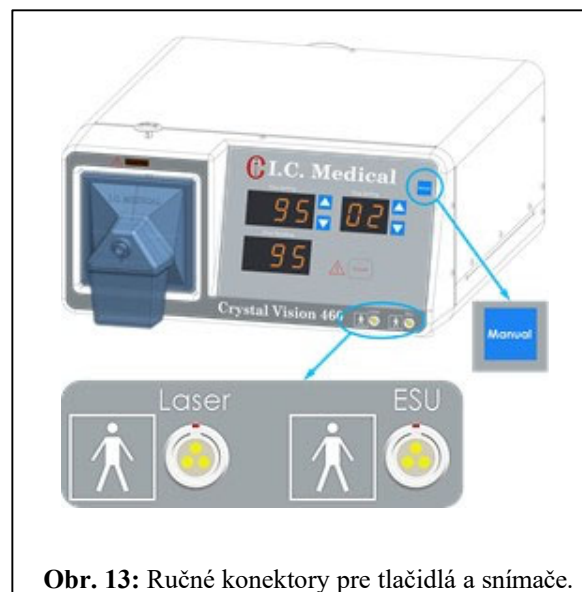 I.C. Medical
95
02
95
Manual
Crystal Vision 460
Laser
ESU
Obr. 13: Ručné konektory pre tlačidlá a snímače.